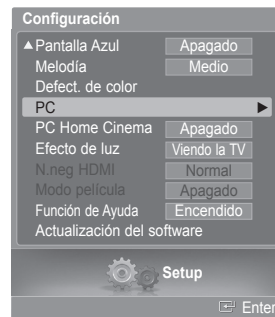 Configuración
▲Pantalla Azul Apagado
Melodía Medio
Defect. de color
PC ►
PC Home Cinema Apagado
Efecto de luz Viendo la TV
N.neg HDMI Normal
Modo película Apagado
Función de Ayuda Encendido
Actualización del software
Setup
Enter